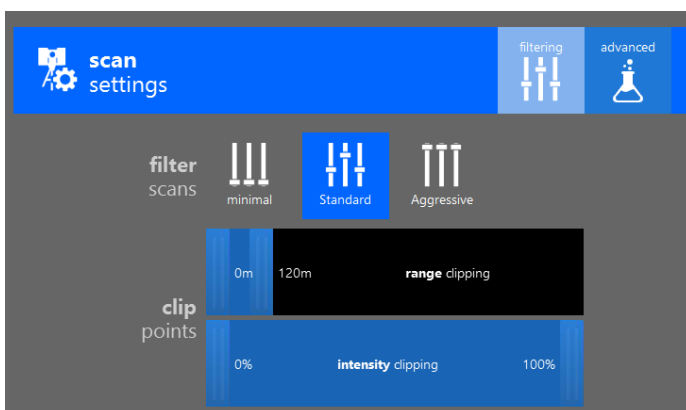 scan
settings
filtering
advanced
filter
scans
minimal
Standard
Aggressive
clip
points
0m
120m
range clipping
0%
intensity clipping
100%